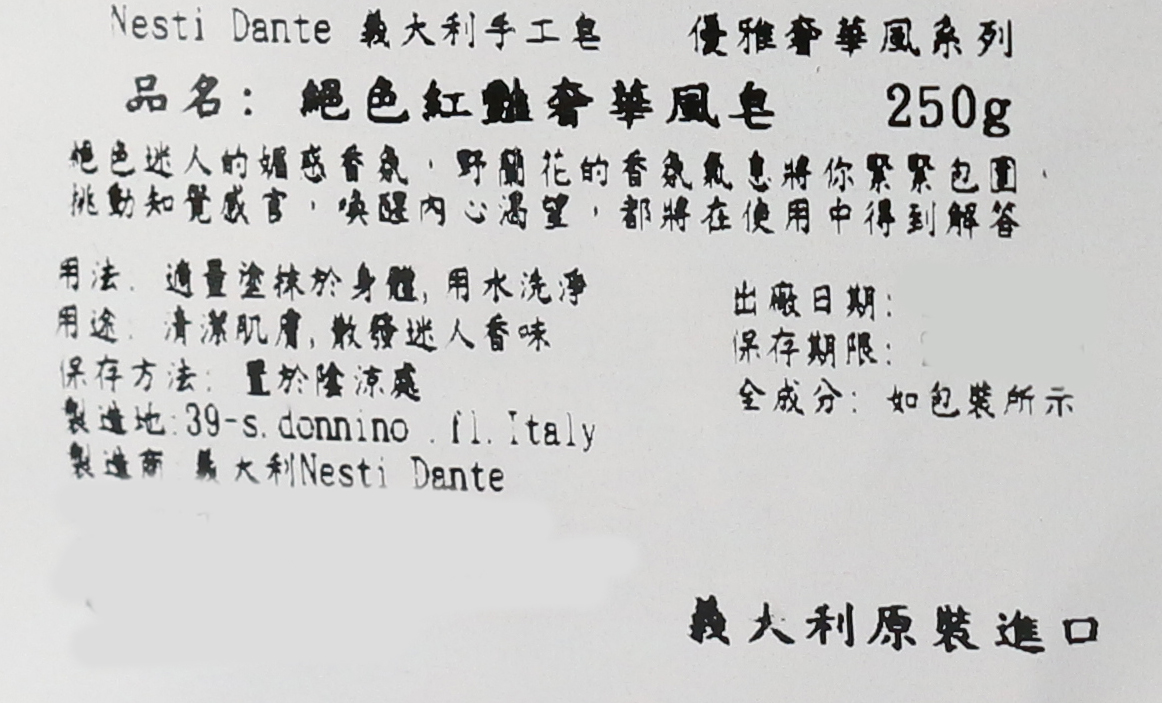 Nesti Dante 義大利手工皂 優雅奢華風系列
品名: 絕色紅豔奢華風皂 250g
絕色迷人的媚惑香氛,野蘭花的香氛氣息將你緊緊包圍,
挑動知覺感官,喚醒內心渴望,都將在使用中得到解答
用法: 適量塗抹於身體,用水洗淨
用途: 清潔肌膚,散發迷人香味
保存方法: 置於陰涼處
製造地:39-s.donnino .fl.Italy
製造商 義大利Nesti Dante
出廠日期:
保存期限:
全成分: 如包裝所示
義大利原裝進口